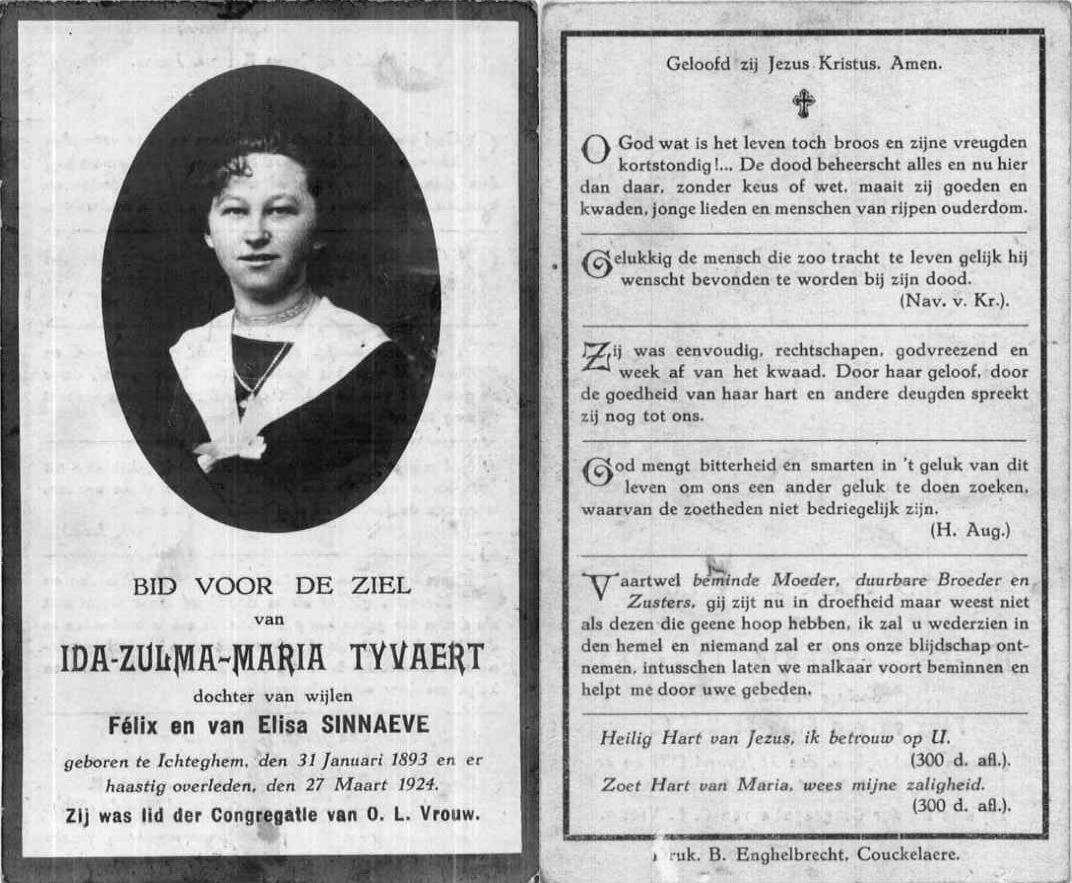 BID VOOR DE ZIEL
van
IDA-ZULMA-MARIA TYVAERT
dochter van wijlen
Félix en van Elisa SINNAEVE
geboren te Ichteghem, den 31 Januari 1893 en er
haastig overleden, den 27 Maart 1924.
Zij was lid der Congregatie van O. L. Vrouw.
Geloofd zij Jezus Kristus. Amen.
O God wat is het leven toch broos en zijne vreugden
kortstondig!... De dood beheerscht alles en nu hier
dan daar, zonder keus of wet, maait zij goeden en
kwaden, jonge lieden en menschen van rijpen ouderdom.
Gelukkig de mensch die zoo tracht te leven gelijk hij
wenscht bevonden te worden bij zijn dood.
(Nav. v. Kr.).
Zij was eenvoudig, rechtschapen, godvreezend en
week af van het kwaad. Door haar geloof, door
de goedheid van haar hart en andere deugden spreekt
zij nog tot ons.
God mengt bitterheid en smarten in 't geluk van dit
leven om ons een ander geluk te doen zoeken,
waarvan de zoetheden niet bedriegelijk zijn.
(H. Aug.)
Vaartwel beminde Moeder, duurbare Broeder en
Zusters, gij zijt nu in droefheid maar weest niet
als dezen die geene hoop hebben, ik zal u wederzien in
den hemel en niemand zal er ons onze blijdschap ont-
nemen, intusschen laten we malkaar voort beminnen en
helpt me door uwe gebeden.
Heilig Hart van Jezus, ik betrouw op U.
(300 d. afl.).
Zoet Hart van Maria, wees mijne zaligheid.
(300 d. afl.).
Druk. B. Enghelbrecht, Couckelaere.